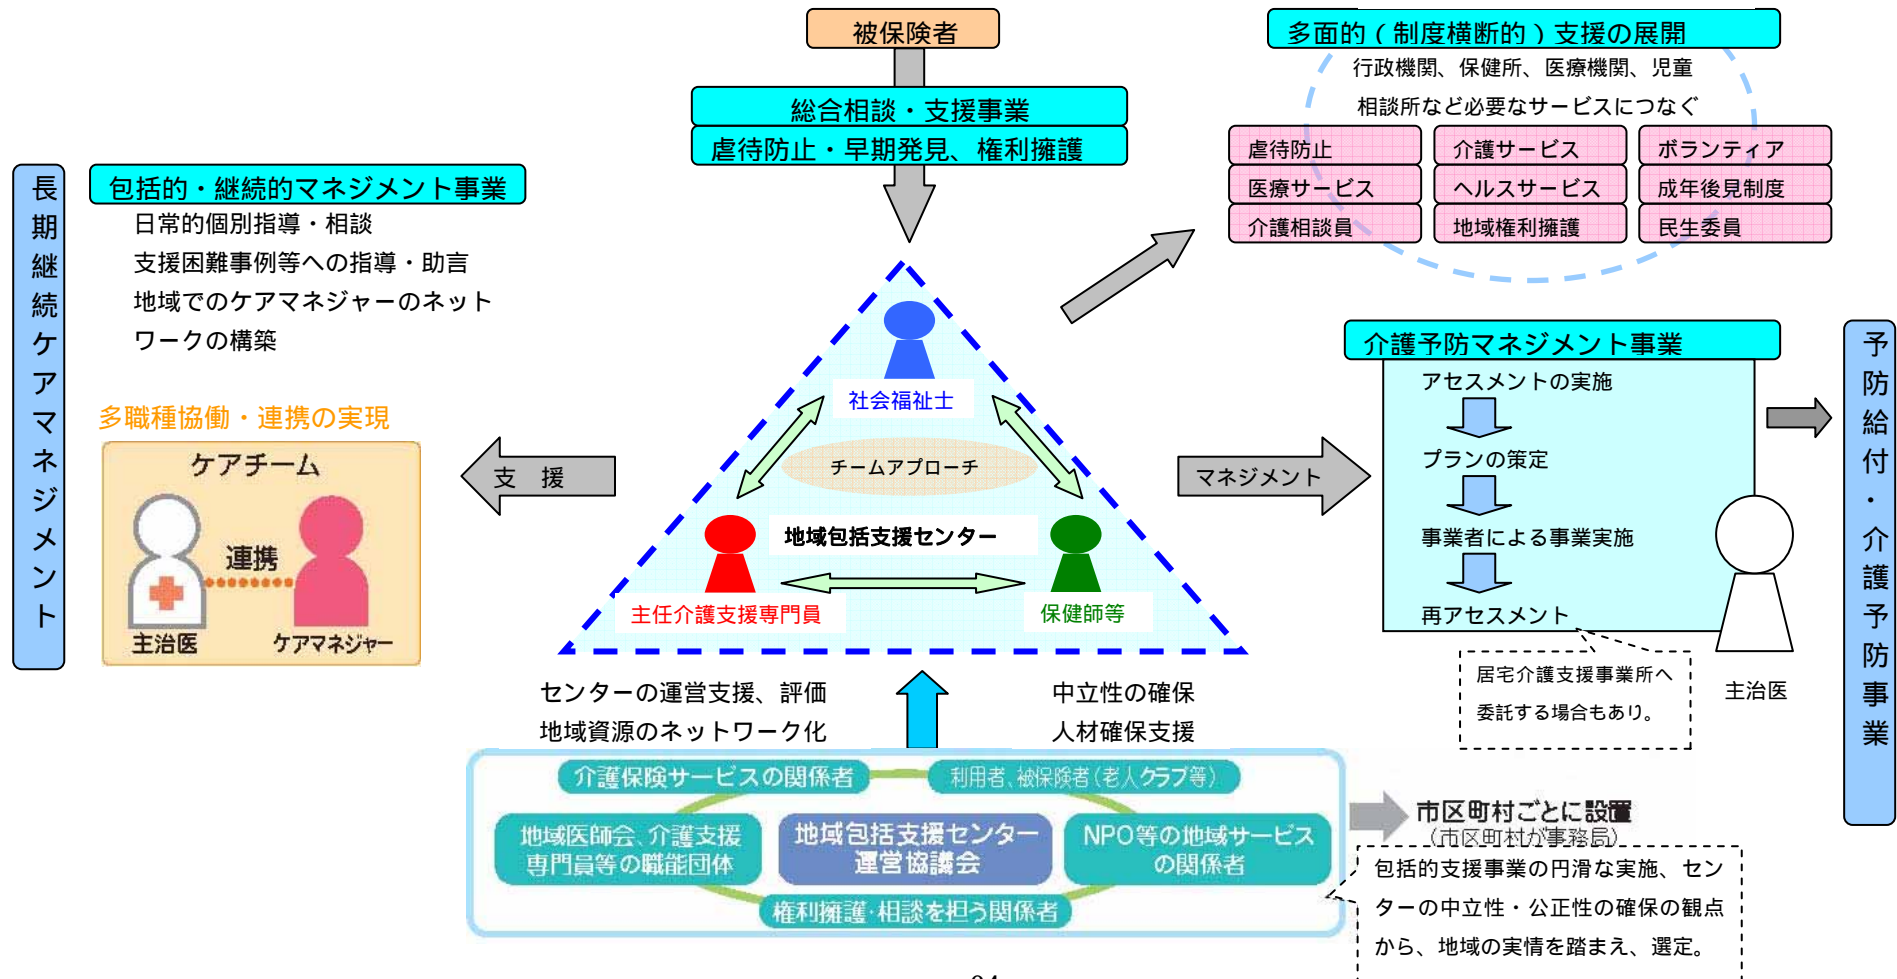 被保険者
総合相談・支援事業
虐待防止・早期発見、権利擁護
多面的(制度横断的)支援の展開
行政機関、保健所、医療機関、児童
相談所など必要なサービスにつなぐ
虐待防止
介護サービス
ボランティア
医療サービス
ヘルスサービス
成年後見制度
介護相談員
地域権利擁護
民生委員
長期継続ケアマネジメント
包括的・継続的マネジメント事業
日常的個別指導・相談
支援困難事例等への指導・助言
地域でのケアマネジャーのネット
ワークの構築
多職種協働・連携の実現
ケアチーム
連携
主治医
ケアマネジャー
支 援
社会福祉士
チームアプローチ
地域包括支援センター
主任介護支援専門員
保健師等
マネジメント
介護予防マネジメント事業
アセスメントの実施
プランの策定
事業者による事業実施
再アセスメント
居宅介護支援事業所へ
委託する場合もあり。
主治医
予防給付・介護予防事業
センターの運営支援、評価
地域資源のネットワーク化
中立性の確保
人材確保支援
介護保険サービスの関係者
利用者、被保険者(老人クラブ等)
地域医師会、介護支援
専門員等の職能団体
地域包括支援センター
運営協議会
NPO等の地域サービス
の関係者
権利擁護・相談を担う関係者
市区町村ごとに設置
(市区町村が事務局)
包括的支援事業の円滑な実施、セン
ターの中立性・公正性の確保の観点
から、地域の実情を踏まえ、選定。